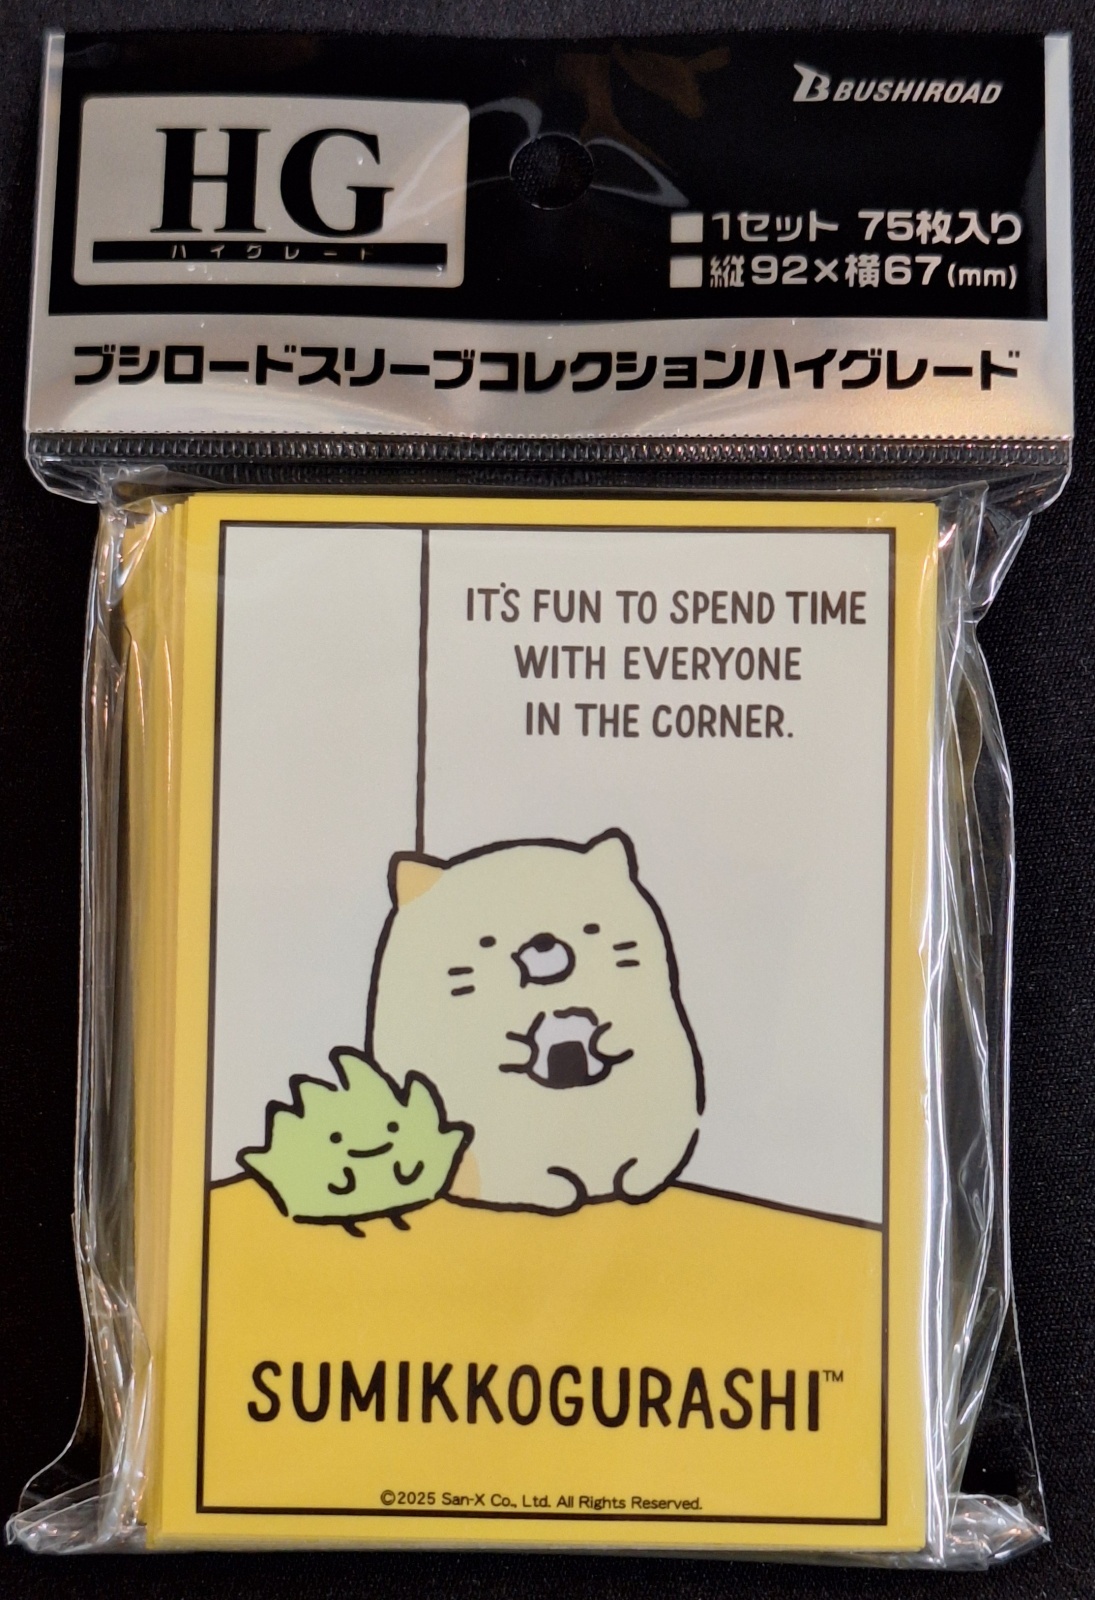 BUSHIROAD
HG
ハイグレード
■1セット 75枚入り
■縦92×横67(mm)
ブシロードスリーブコレクションハイグレード
IT'S FUN TO SPEND TIME
WITH EVERYONE
IN THE CORNER.
SUMIKKOGURASHI™
©2025 San-X Co., Ltd. All Rights Reserved.